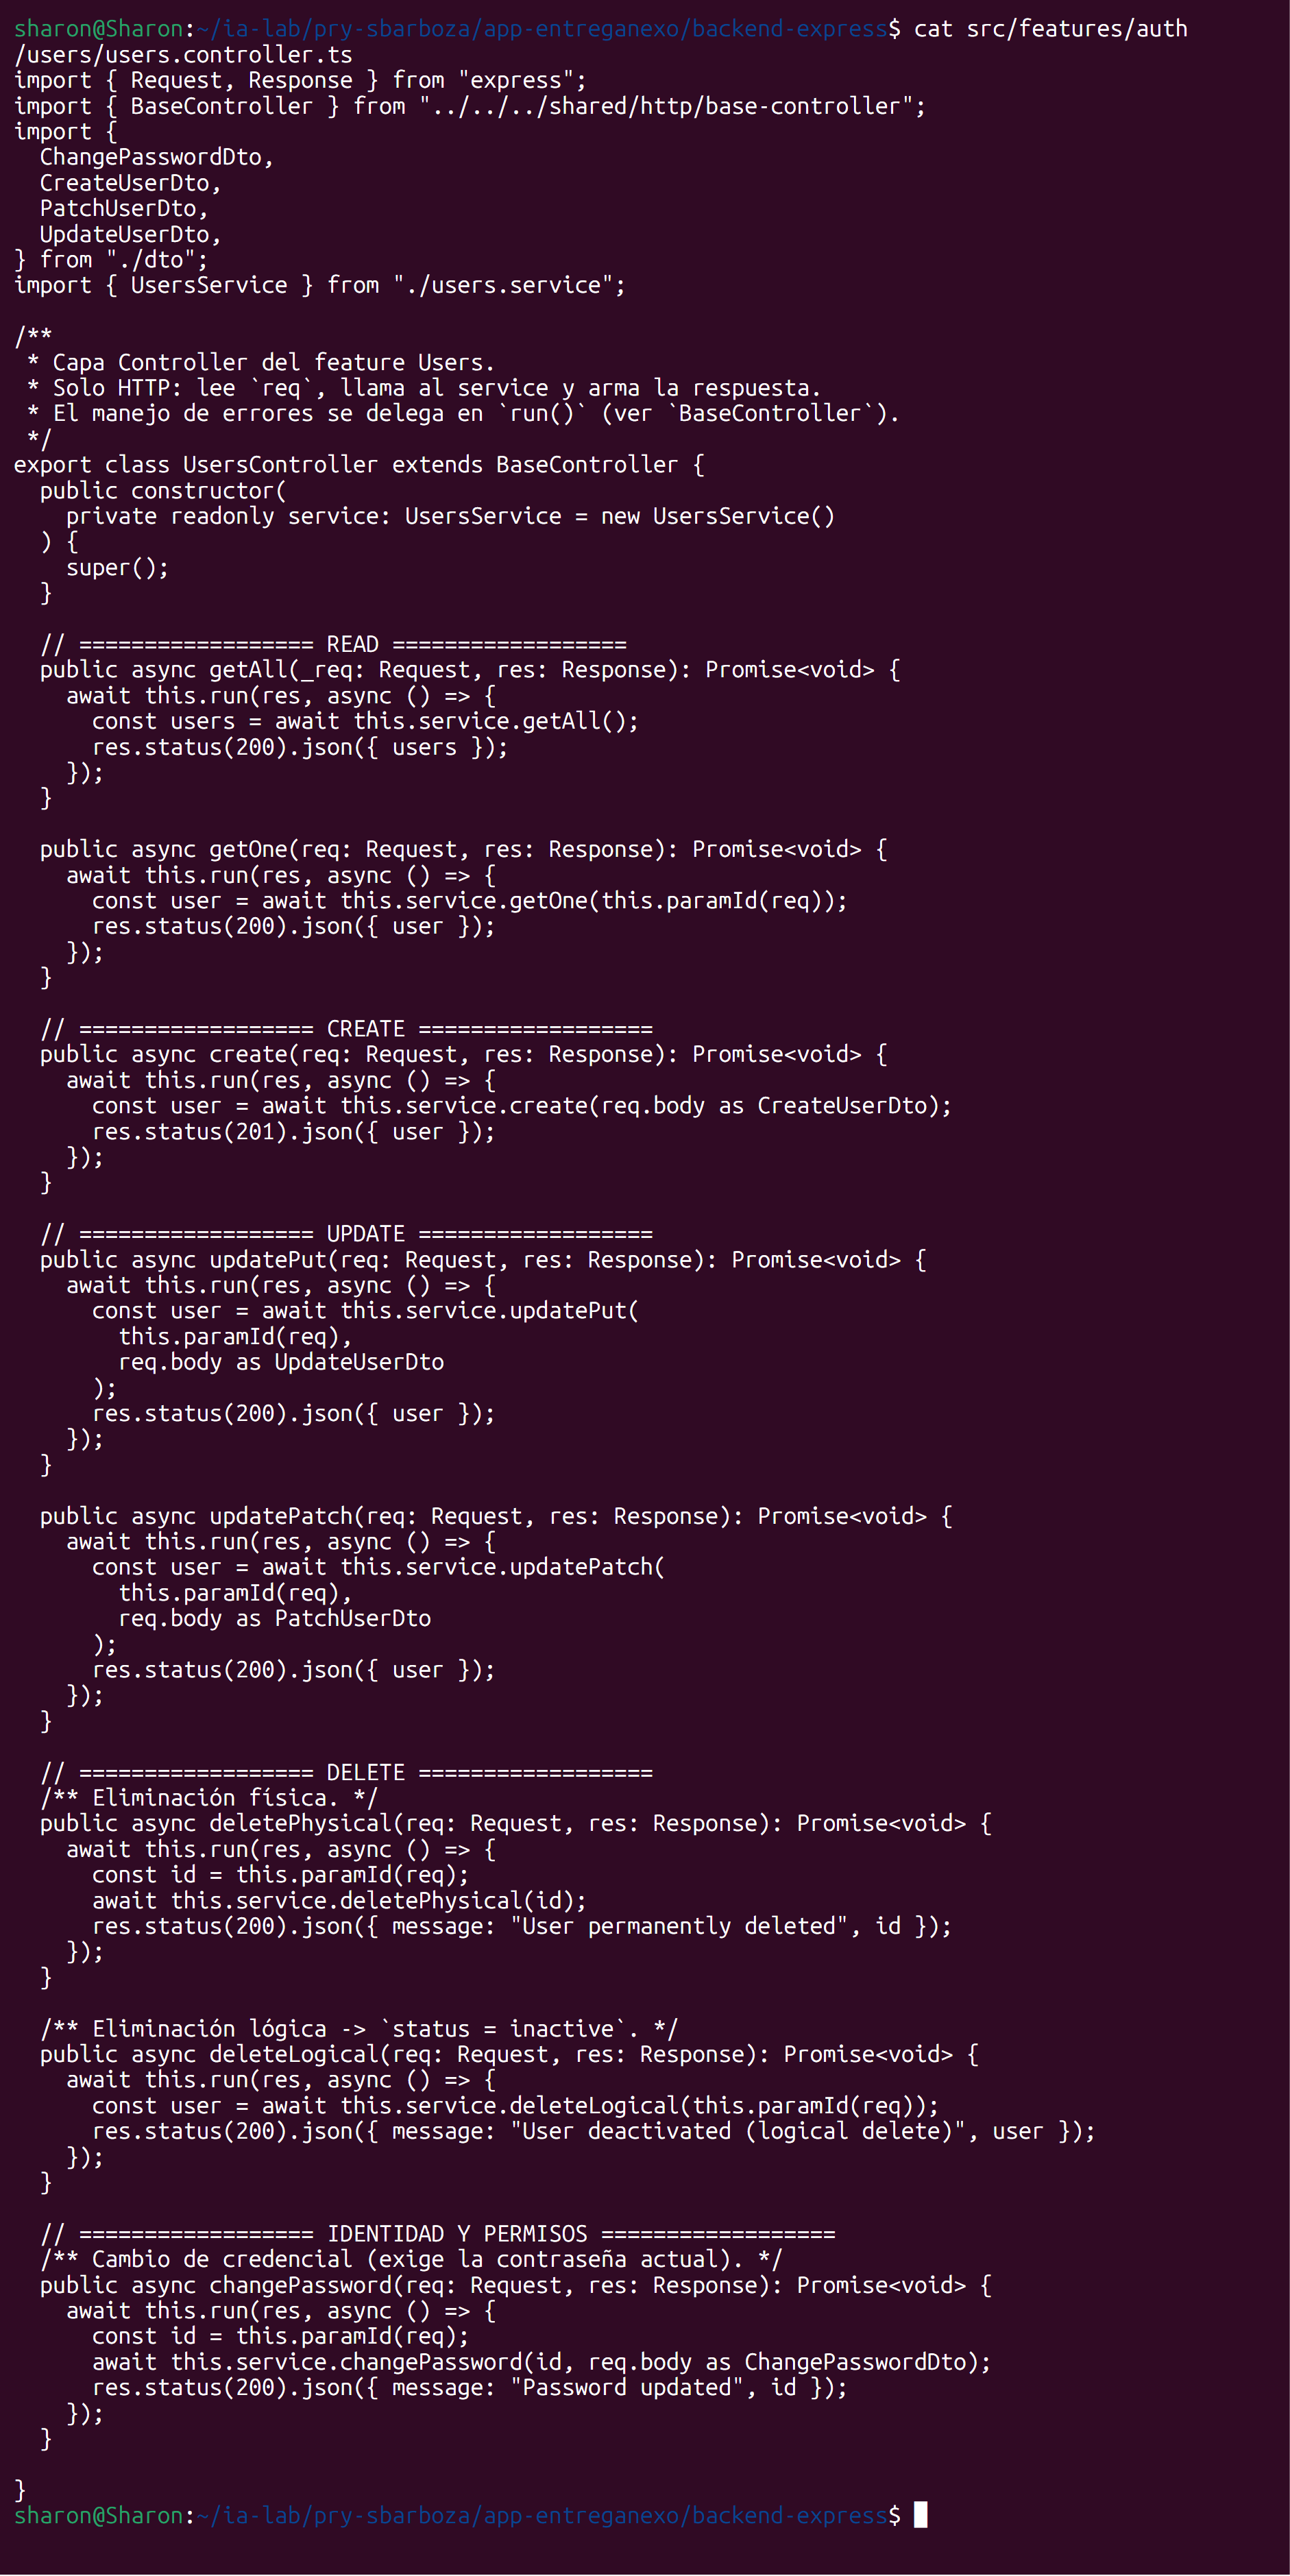 sharon@Sharon:~/ia-lab/pry-sbarboza/app-entreganexo/backend-express$ cat src/features/auth
/users/users.controller.ts
import { Request, Response } from "express";
import { BaseController } from "../../../shared/http/base-controller";
import {
  ChangePasswordDto,
  CreateUserDto,
  PatchUserDto,
  UpdateUserDto,
} from "./dto";
import { UsersService } from "./users.service";

/**
 * Capa Controller del feature Users.
 * Solo HTTP: lee `req`, llama al service y arma la respuesta.
 * El manejo de errores se delega en `run()` (ver `BaseController`).
 */
export class UsersController extends BaseController {
  public constructor(
    private readonly service: UsersService = new UsersService()
  ) {
    super();
  }

  // ================== READ ==================
  public async getAll(_req: Request, res: Response): Promise<void> {
    await this.run(res, async () => {
      const users = await this.service.getAll();
      res.status(200).json({ users });
    });
  }

  public async getOne(req: Request, res: Response): Promise<void> {
    await this.run(res, async () => {
      const user = await this.service.getOne(this.paramId(req));
      res.status(200).json({ user });
    });
  }

  // ================== CREATE ==================
  public async create(req: Request, res: Response): Promise<void> {
    await this.run(res, async () => {
      const user = await this.service.create(req.body as CreateUserDto);
      res.status(201).json({ user });
    });
  }

  // ================== UPDATE ==================
  public async updatePut(req: Request, res: Response): Promise<void> {
    await this.run(res, async () => {
      const user = await this.service.updatePut(
        this.paramId(req),
        req.body as UpdateUserDto
      );
      res.status(200).json({ user });
    });
  }

  public async updatePatch(req: Request, res: Response): Promise<void> {
    await this.run(res, async () => {
      const user = await this.service.updatePatch(
        this.paramId(req),
        req.body as PatchUserDto
      );
      res.status(200).json({ user });
    });
  }

  // ================== DELETE ==================
  /** Eliminación física. */
  public async deletePhysical(req: Request, res: Response): Promise<void> {
    await this.run(res, async () => {
      const id = this.paramId(req);
      await this.service.deletePhysical(id);
      res.status(200).json({ message: "User permanently deleted", id });
    });
  }

  /** Eliminación lógica -> `status = inactive`. */
  public async deleteLogical(req: Request, res: Response): Promise<void> {
    await this.run(res, async () => {
      const user = await this.service.deleteLogical(this.paramId(req));
      res.status(200).json({ message: "User deactivated (logical delete)", user });
    });
  }

  // ================== IDENTIDAD Y PERMISOS ==================
  /** Cambio de credencial (exige la contraseña actual). */
  public async changePassword(req: Request, res: Response): Promise<void> {
    await this.run(res, async () => {
      const id = this.paramId(req);
      await this.service.changePassword(id, req.body as ChangePasswordDto);
      res.status(200).json({ message: "Password updated", id });
    });
  }

}
sharon@Sharon:~/ia-lab/pry-sbarboza/app-entreganexo/backend-express$